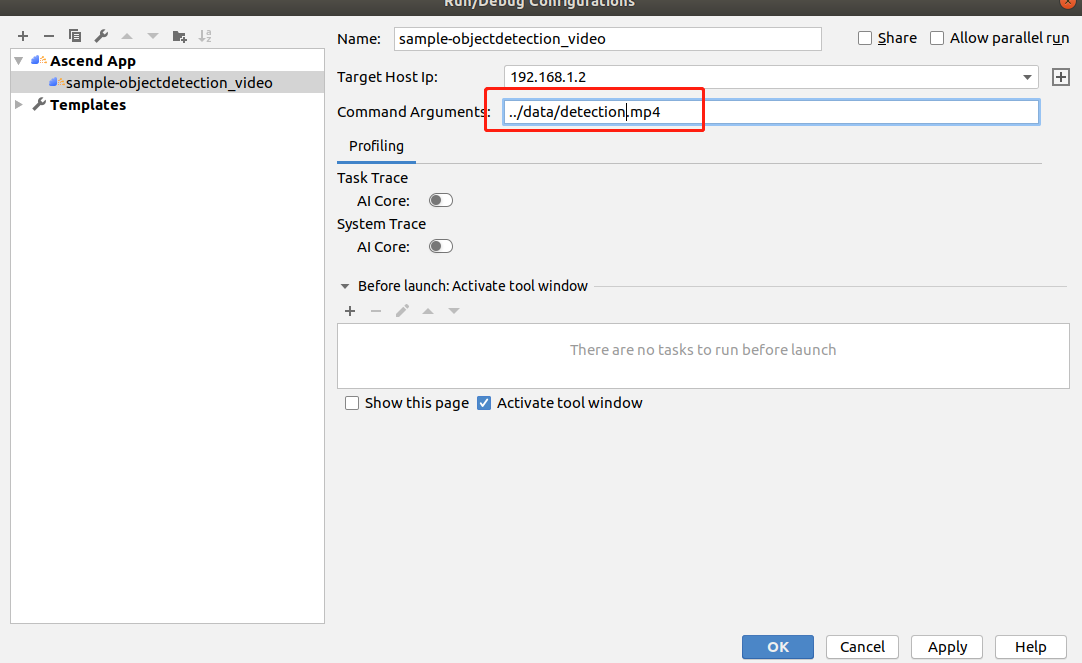 Run/Debug Configurations
Name: sample-objectdetection_video Share Allow parallel run
Ascend App
sample-objectdetection_video
Templates
Target Host Ip: 192.168.1.2
Command Arguments: ../data/detection.mp4
Profiling
Task Trace
AI Core:
System Trace
AI Core:
Before launch: Activate tool window
There are no tasks to run before launch
Show this page Activate tool window
OK Cancel Apply Help